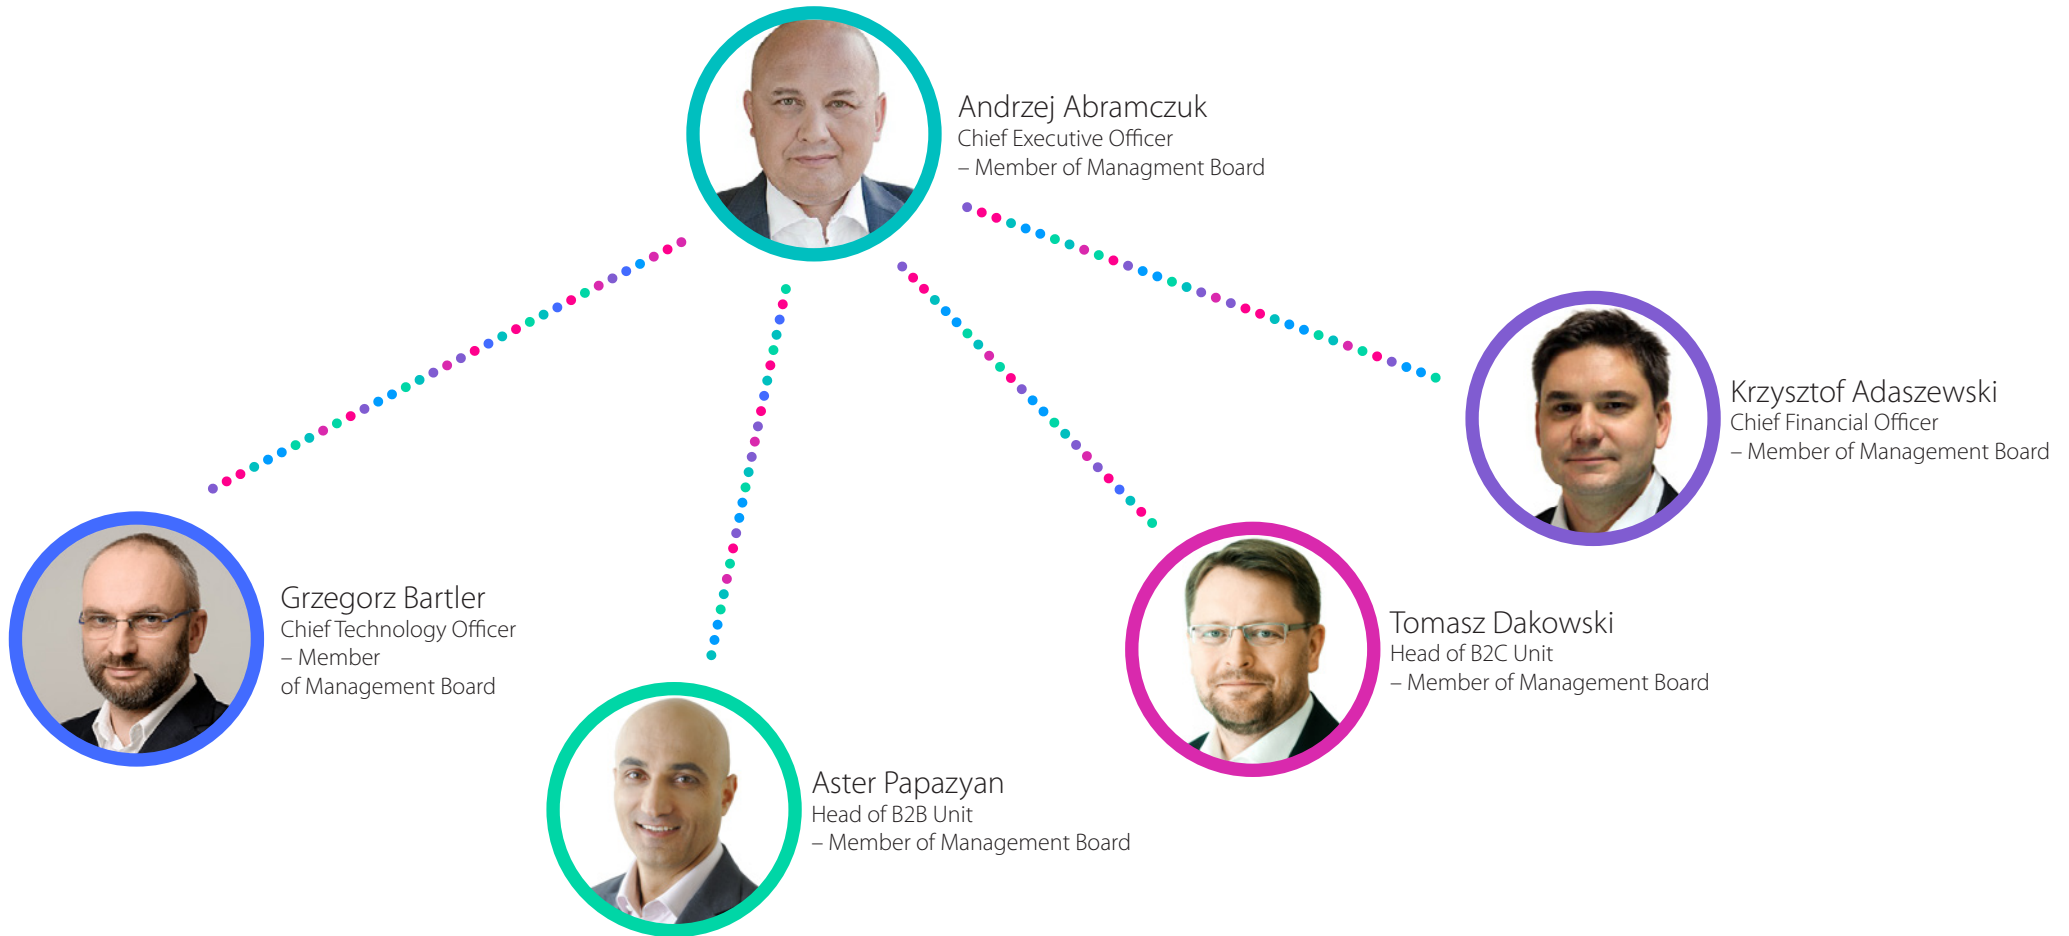 Andrzej Abramczuk
Chief Executive Officer
– Member of Managment Board
Krzysztof Adaszewski
Chief Financial Officer
– Member of Management Board
Grzegorz Bartler
Chief Technology Officer
– Member
of Management Board
Tomasz Dakowski
Head of B2C Unit
– Member of Management Board
Aster Papazyan
Head of B2B Unit
– Member of Management Board